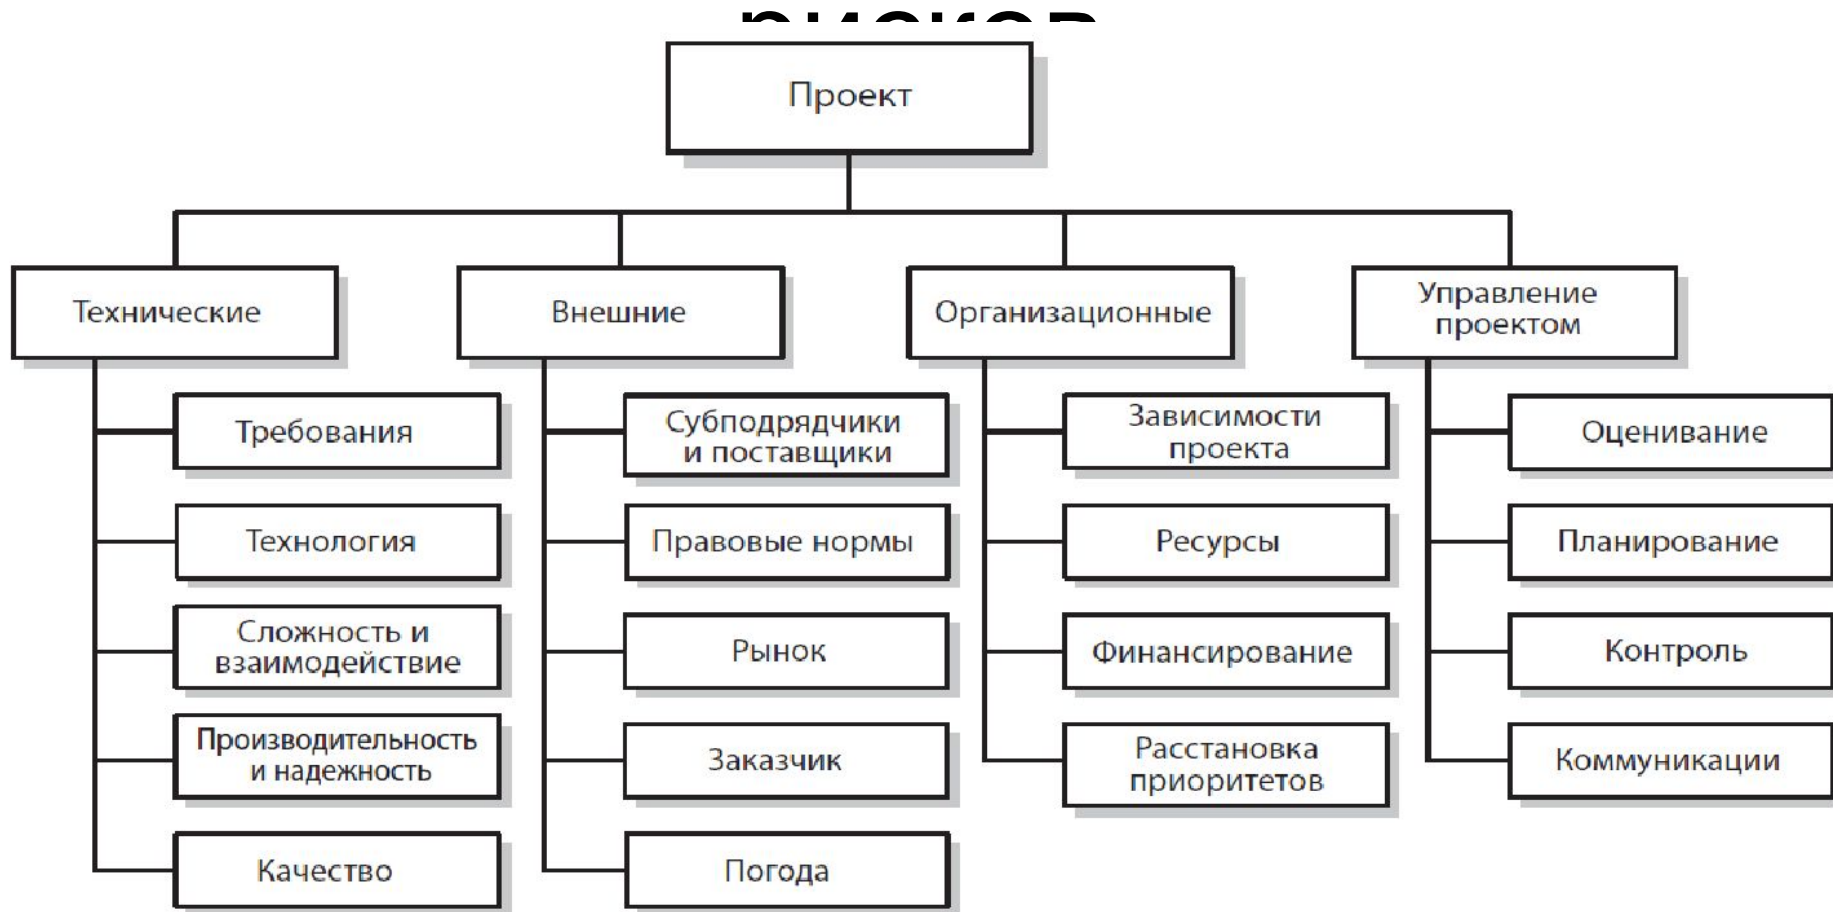 рисков
Проект
Технические
Внешние
Организационные
Управление
проектом
Требования
Технология
Сложность и
взаимодействие
Производительность
и надежность
Качество
Субподрядчики
и поставщики
Правовые нормы
Рынок
Заказчик
Погода
Зависимости
проекта
Ресурсы
Финансирование
Расстановка
приоритетов
Оценивание
Планирование
Контроль
Коммуникации